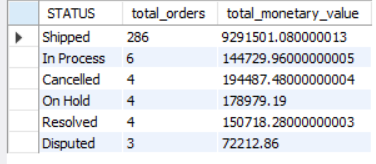 STATUS total_orders total_monetary_value
Shipped 286 9291501.080000013
In Process 6 144729.96000000005
Cancelled 4 194487.48000000004
On Hold 4 178979.19
Resolved 4 150718.28000000003
Disputed 3 72212.86